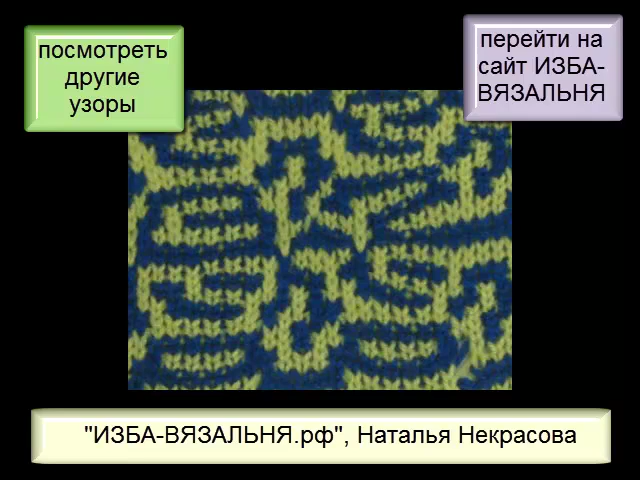 посмотреть
другие
узоры
перейти на
сайт ИЗБА-
ВЯЗАЛЬНЯ
"ИЗБА-ВЯЗАЛЬНЯ.рф", Наталья Некрасова